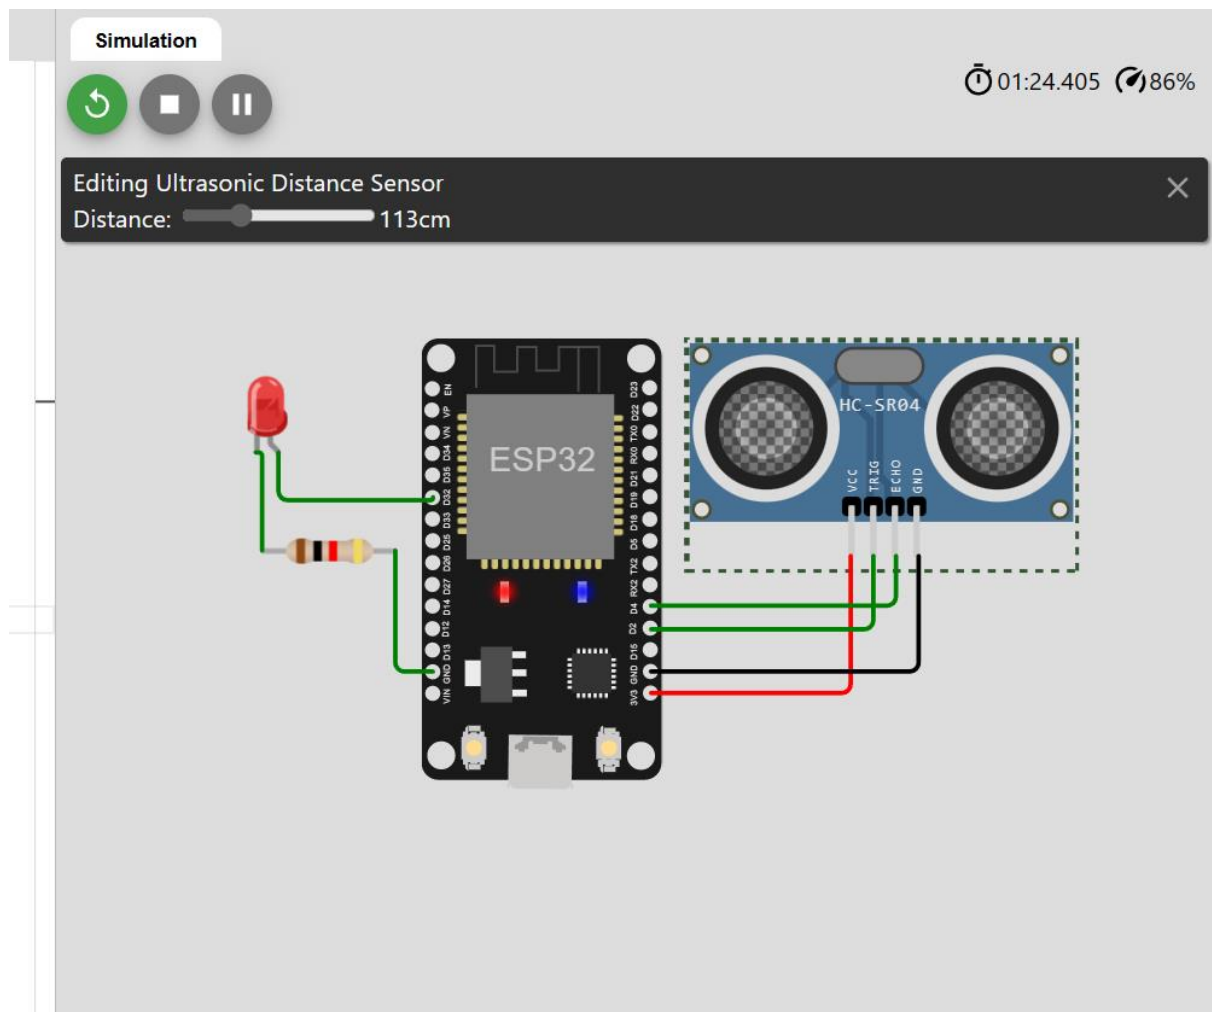 Simulation
01:24.405 86%
Editing Ultrasonic Distance Sensor
Distance: 113cm
ESP32
EN
VP
VN
D34
D35
D32
D33
D25
D26
D27
D14
D12
D13
GND
VIN
D23
D22
TX0
RX0
D21
D19
D18
D5
TX2
RX2
D4
D2
D15
GND
3V3
HC-SR04
VCC
TRIG
ECHO
GND